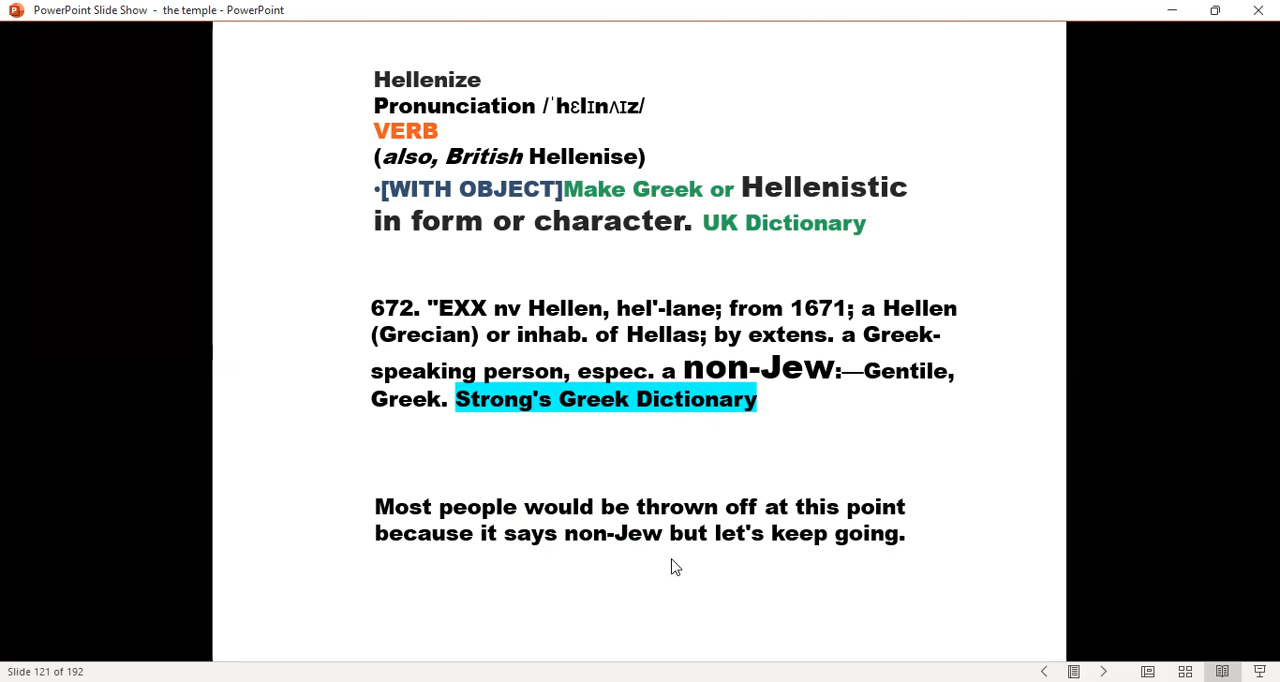 PowerPoint Slide Show - the temple - PowerPoint
Hellenize
Pronunciation /ˈhɛlɪnʌɪz/
VERB
(also, British Hellenise)
•[WITH OBJECT]Make Greek or Hellenistic
in form or character. UK Dictionary
672. "EXX nv Hellen, hel'-lane; from 1671; a Hellen
(Grecian) or inhab. of Hellas; by extens. a Greek-
speaking person, espec. a non-Jew:—Gentile,
Greek. Strong's Greek Dictionary
Most people would be thrown off at this point
because it says non-Jew but let's keep going.
Slide 121 of 192